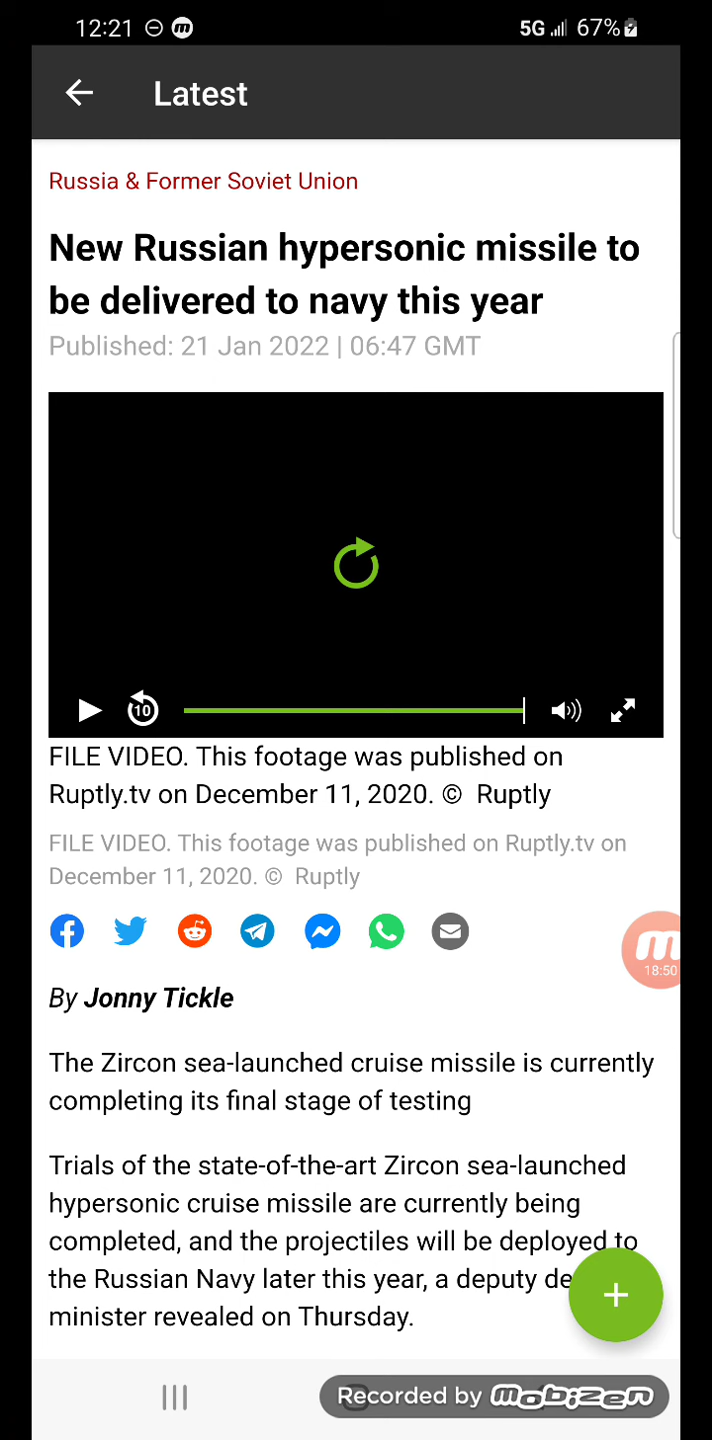 12:21 5G 67%
Latest
Russia & Former Soviet Union
New Russian hypersonic missile to
be delivered to navy this year
Published: 21 Jan 2022 | 06:47 GMT
10
FILE VIDEO. This footage was published on
Ruptly.tv on December 11, 2020. © Ruptly
FILE VIDEO. This footage was published on Ruptly.tv on
December 11, 2020. © Ruptly
18:50
By Jonny Tickle
The Zircon sea-launched cruise missile is currently
completing its final stage of testing
Trials of the state-of-the-art Zircon sea-launched
hypersonic cruise missile are currently being
completed, and the projectiles will be deployed to
the Russian Navy later this year, a deputy de
minister revealed on Thursday.
Recorded by mobizen